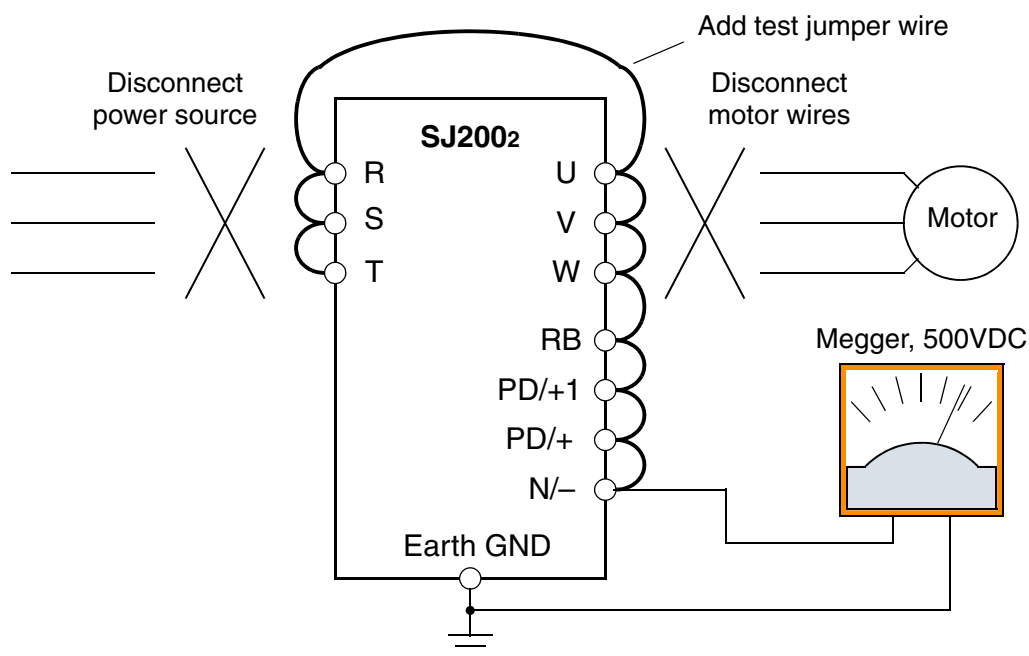 Add test jumper wire
Disconnect
power source
Disconnect
motor wires
SJ2002
R
U
S
V
Motor
T
W
RB
Megger, 500VDC
PD/+1
PD/+
N/–
Earth GND